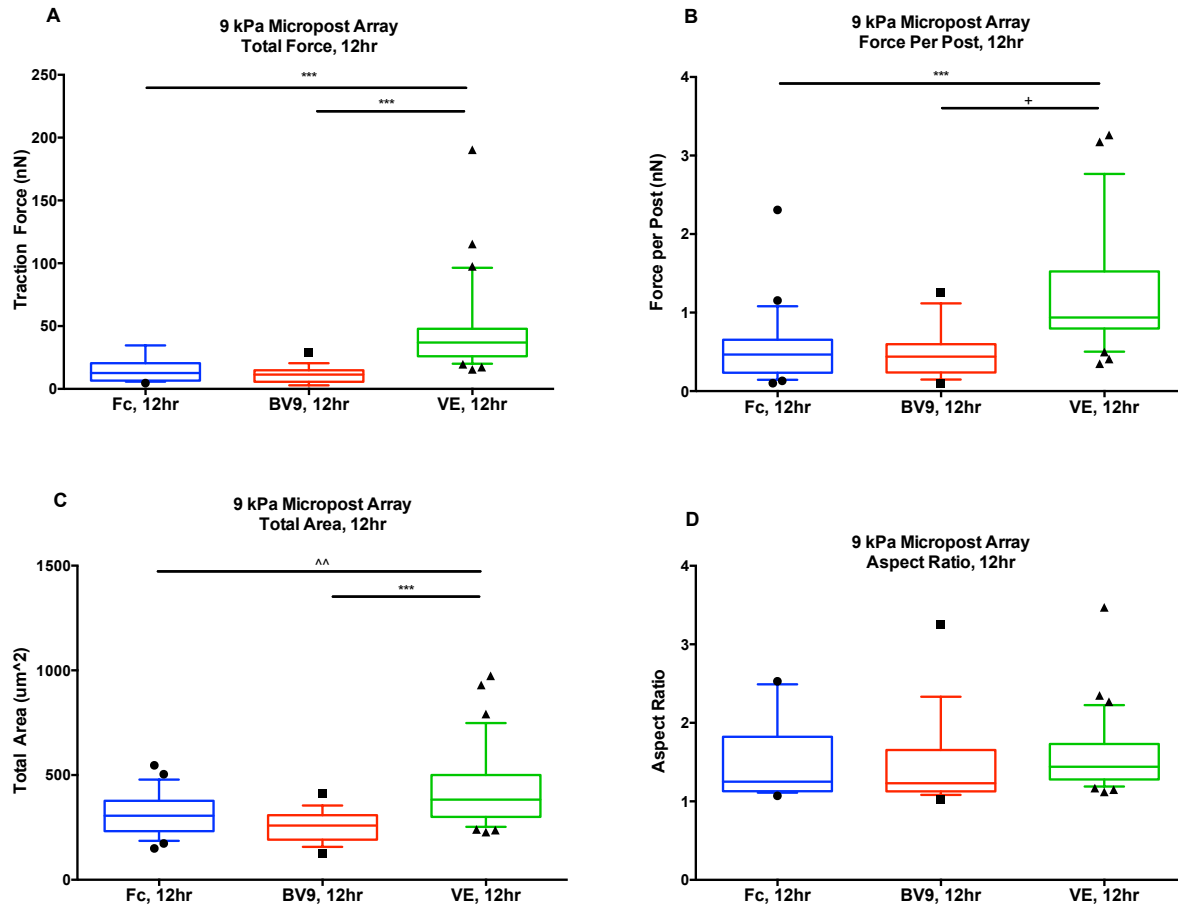 A
9 kPa Micropost Array
Total Force, 12hr
***
***
Traction Force (nN)
250
200
150
100
50
0
Fc, 12hr
BV9, 12hr
VE, 12hr
B
9 kPa Micropost Array
Force Per Post, 12hr
***
+
Force per Post (nN)
4
3
2
1
0
Fc, 12hr
BV9, 12hr
VE, 12hr
C
9 kPa Micropost Array
Total Area, 12hr
^^
***
Total Area (um^2)
1500
1000
500
0
Fc, 12hr
BV9, 12hr
VE, 12hr
D
9 kPa Micropost Array
Aspect Ratio, 12hr
Aspect Ratio
4
3
2
1
0
Fc, 12hr
BV9, 12hr
VE, 12hr